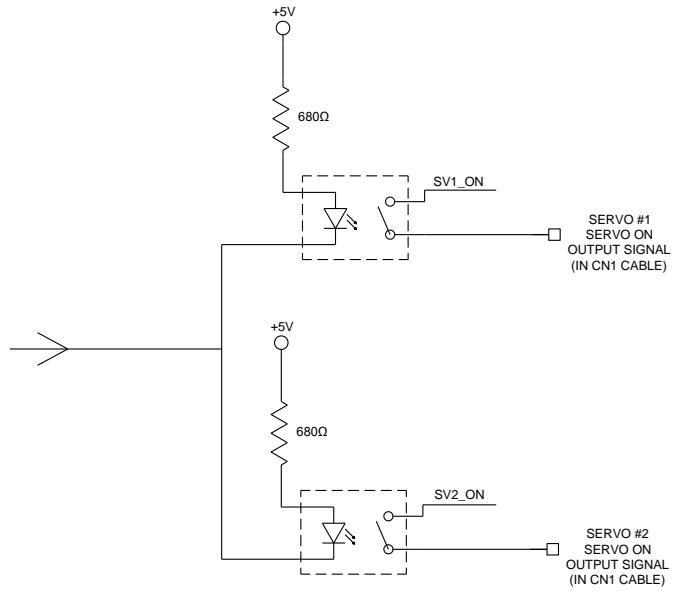 +5V
680Ω
SV1_ON
SERVO #1
SERVO ON
OUTPUT SIGNAL
(IN CN1 CABLE)
+5V
680Ω
SV2_ON
SERVO #2
SERVO ON
OUTPUT SIGNAL
(IN CN1 CABLE)